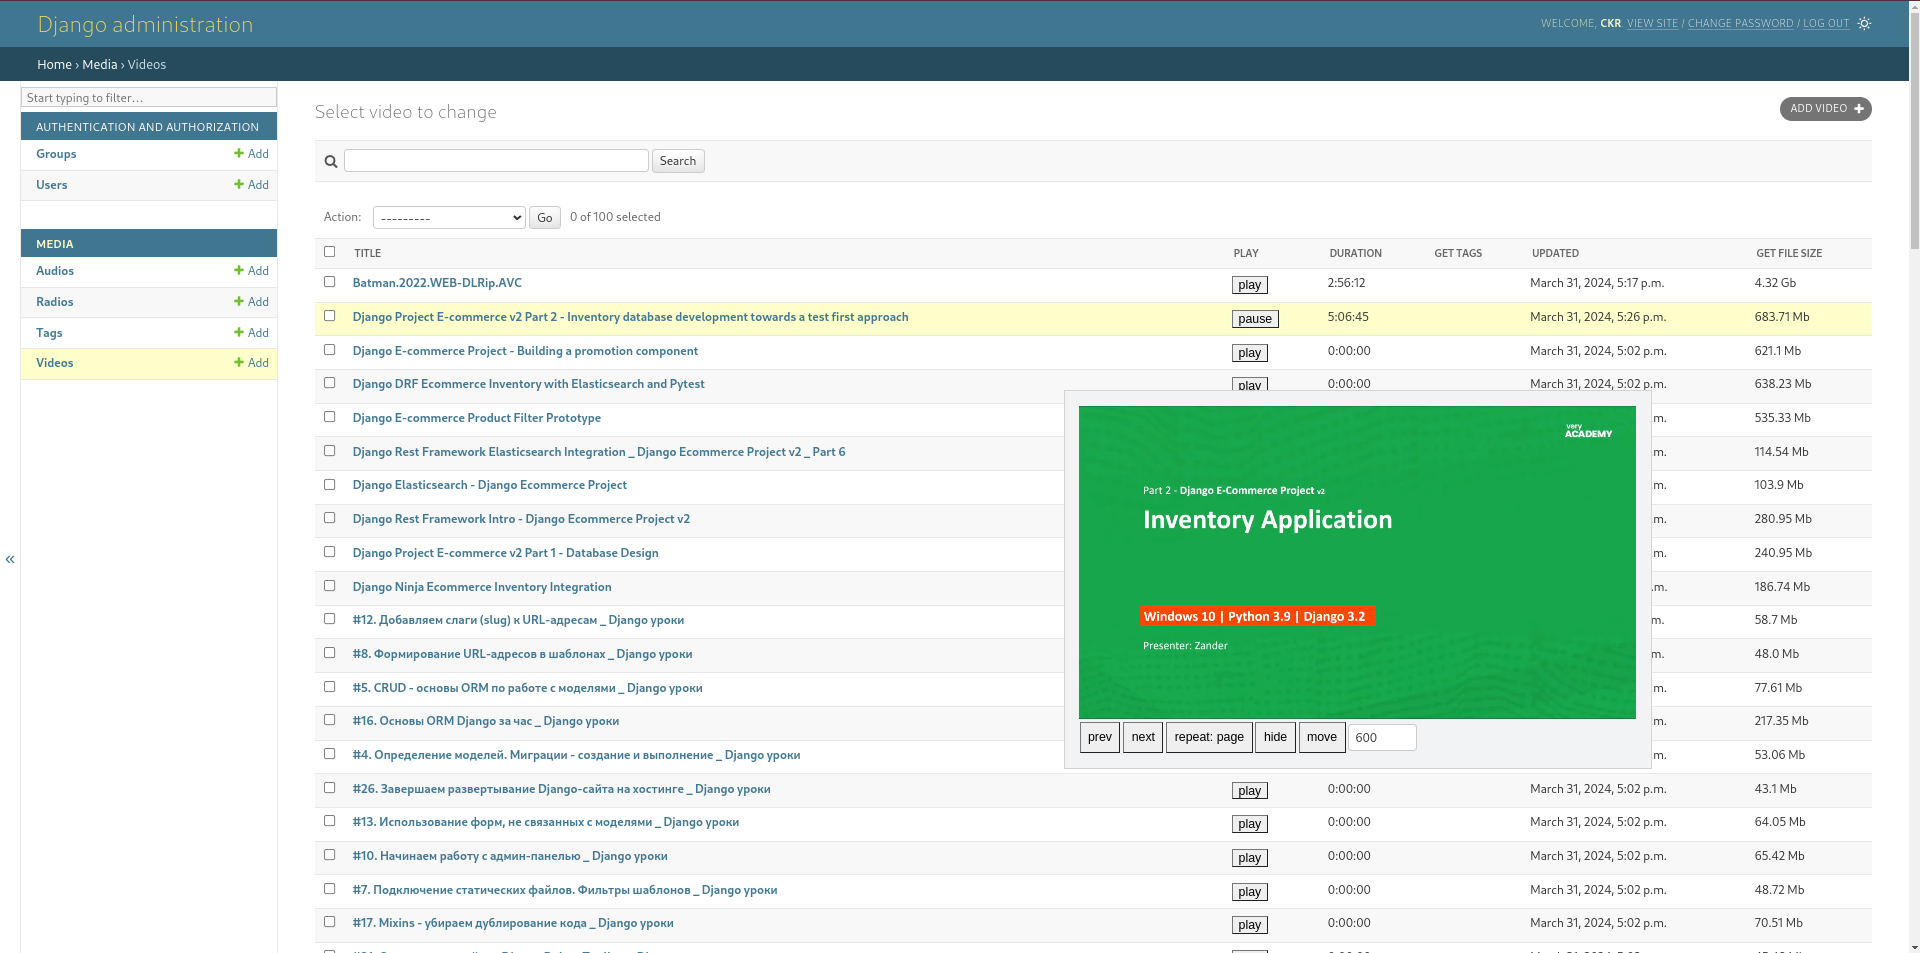 Django administration
WELCOME, CKR VIEW SITE / CHANGE PASSWORD / LOG OUT
Home › Media › Videos
Start typing to filter…
AUTHENTICATION AND AUTHORIZATION
Groups + Add
Users + Add
MEDIA
Audios + Add
Radios + Add
Tags + Add
Videos + Add
«
Select video to change
ADD VIDEO +
Search
Action: --------- Go 0 of 100 selected
TITLE PLAY DURATION GET TAGS UPDATED GET FILE SIZE
Batman.2022.WEB-DLRip.AVC play 2:56:12 March 31, 2024, 5:17 p.m. 4.32 Gb
Django Project E-commerce v2 Part 2 - Inventory database development towards a test first approach pause 5:06:45 March 31, 2024, 5:26 p.m. 683.71 Mb
Django E-commerce Project - Building a promotion component play 0:00:00 March 31, 2024, 5:02 p.m. 621.1 Mb
Django DRF Ecommerce Inventory with Elasticsearch and Pytest play 0:00:00 March 31, 2024, 5:02 p.m. 638.23 Mb
Django E-commerce Product Filter Prototype .m. 535.33 Mb
Django Rest Framework Elasticsearch Integration _ Django Ecommerce Project v2 _ Part 6 .m. 114.54 Mb
Django Elasticsearch - Django Ecommerce Project .m. 103.9 Mb
Django Rest Framework Intro - Django Ecommerce Project v2 .m. 280.95 Mb
Django Project E-commerce v2 Part 1 - Database Design .m. 240.95 Mb
Django Ninja Ecommerce Inventory Integration .m. 186.74 Mb
#12. Добавляем слаги (slug) к URL-адресам _ Django уроки m. 58.7 Mb
#8. Формирование URL-адресов в шаблонах _ Django уроки m. 48.0 Mb
#5. CRUD - основы ORM по работе с моделями _ Django уроки .m. 77.61 Mb
#16. Основы ORM Django за час _ Django уроки .m. 217.35 Mb
#4. Определение моделей. Миграции - создание и выполнение _ Django уроки .m. 53.06 Mb
#26. Завершаем развертывание Django-сайта на хостинге _ Django уроки play 0:00:00 March 31, 2024, 5:02 p.m. 43.1 Mb
#13. Использование форм, не связанных с моделями _ Django уроки play 0:00:00 March 31, 2024, 5:02 p.m. 64.05 Mb
#10. Начинаем работу с админ-панелью _ Django уроки play 0:00:00 March 31, 2024, 5:02 p.m. 65.42 Mb
#7. Подключение статических файлов. Фильтры шаблонов _ Django уроки play 0:00:00 March 31, 2024, 5:02 p.m. 48.72 Mb
#17. Mixins - убираем дублирование кода _ Django уроки play 0:00:00 March 31, 2024, 5:02 p.m. 70.51 Mb
very
ACADEMY
Part 2 - Django E-Commerce Project v2
Inventory Application
Windows 10 | Python 3.9 | Django 3.2
Presenter: Zander
prev next repeat: page hide move 600